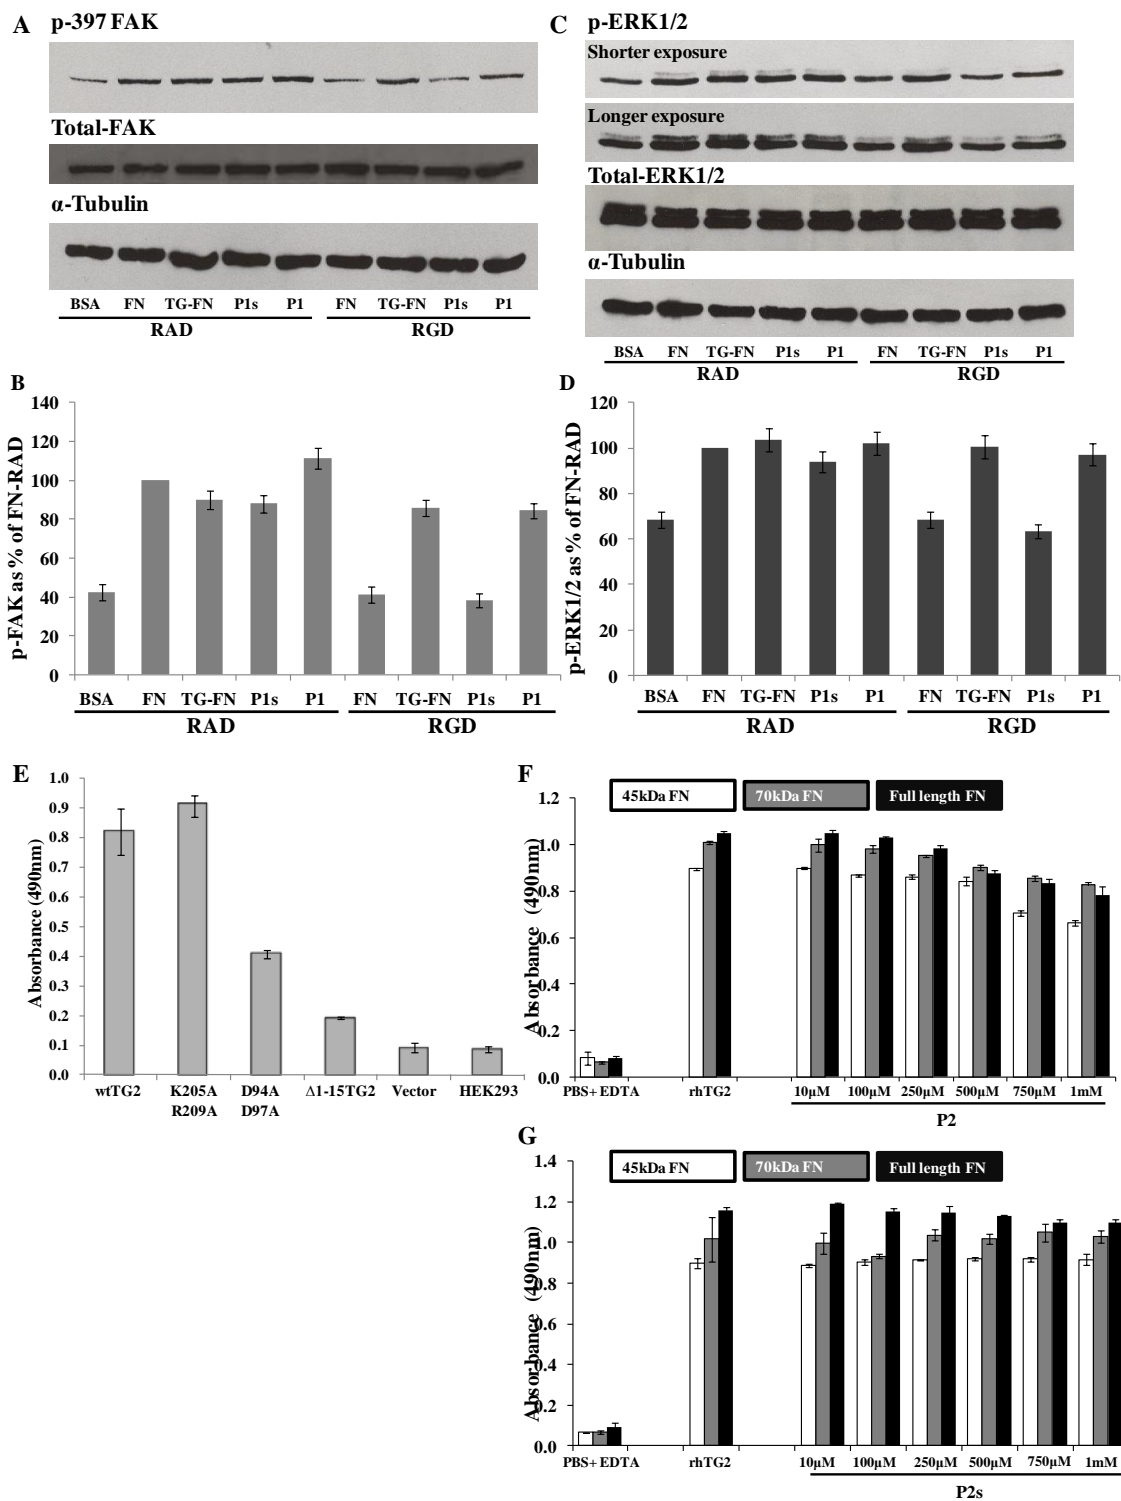 A p-397 FAK
Total-FAK
α-Tubulin
BSA FN TG-FN P1s P1 FN TG-FN P1s P1
RAD RGD
C p-ERK1/2
Shorter exposure
Longer exposure
Total-ERK1/2
α-Tubulin
BSA FN TG-FN P1s P1 FN TG-FN P1s P1
RAD RGD
B
p-FAK as % of FN-RAD
140
120
100
80
60
40
20
0
BSA FN TG-FN P1s P1 FN TG-FN P1s P1
RAD RGD
D
p-ERK1/2 as % of FN-RAD
120
100
80
60
40
20
0
BSA FN TG-FN P1s P1 FN TG-FN P1s P1
RAD RGD
E
Absorbance (490nm)
1.0
0.9
0.8
0.7
0.6
0.5
0.4
0.3
0.2
0.1
0.0
wtTG2 K205A D94A Δ1-15TG2 Vector HEK293
R209A D97A
F
45kDa FN 70kDa FN Full length FN
Absorbance (490nm)
1.2
1.0
0.8
0.6
0.4
0.2
0.0
PBS+EDTA rhTG2 10μM 100μM 250μM 500μM 750μM 1mM
P2
G
45kDa FN 70kDa FN Full length FN
Absorbance (490nm)
1.4
1.2
1.0
0.8
0.6
0.4
0.2
0.0
PBS+EDTA rhTG2 10μM 100μM 250μM 500μM 750μM 1mM
P2s